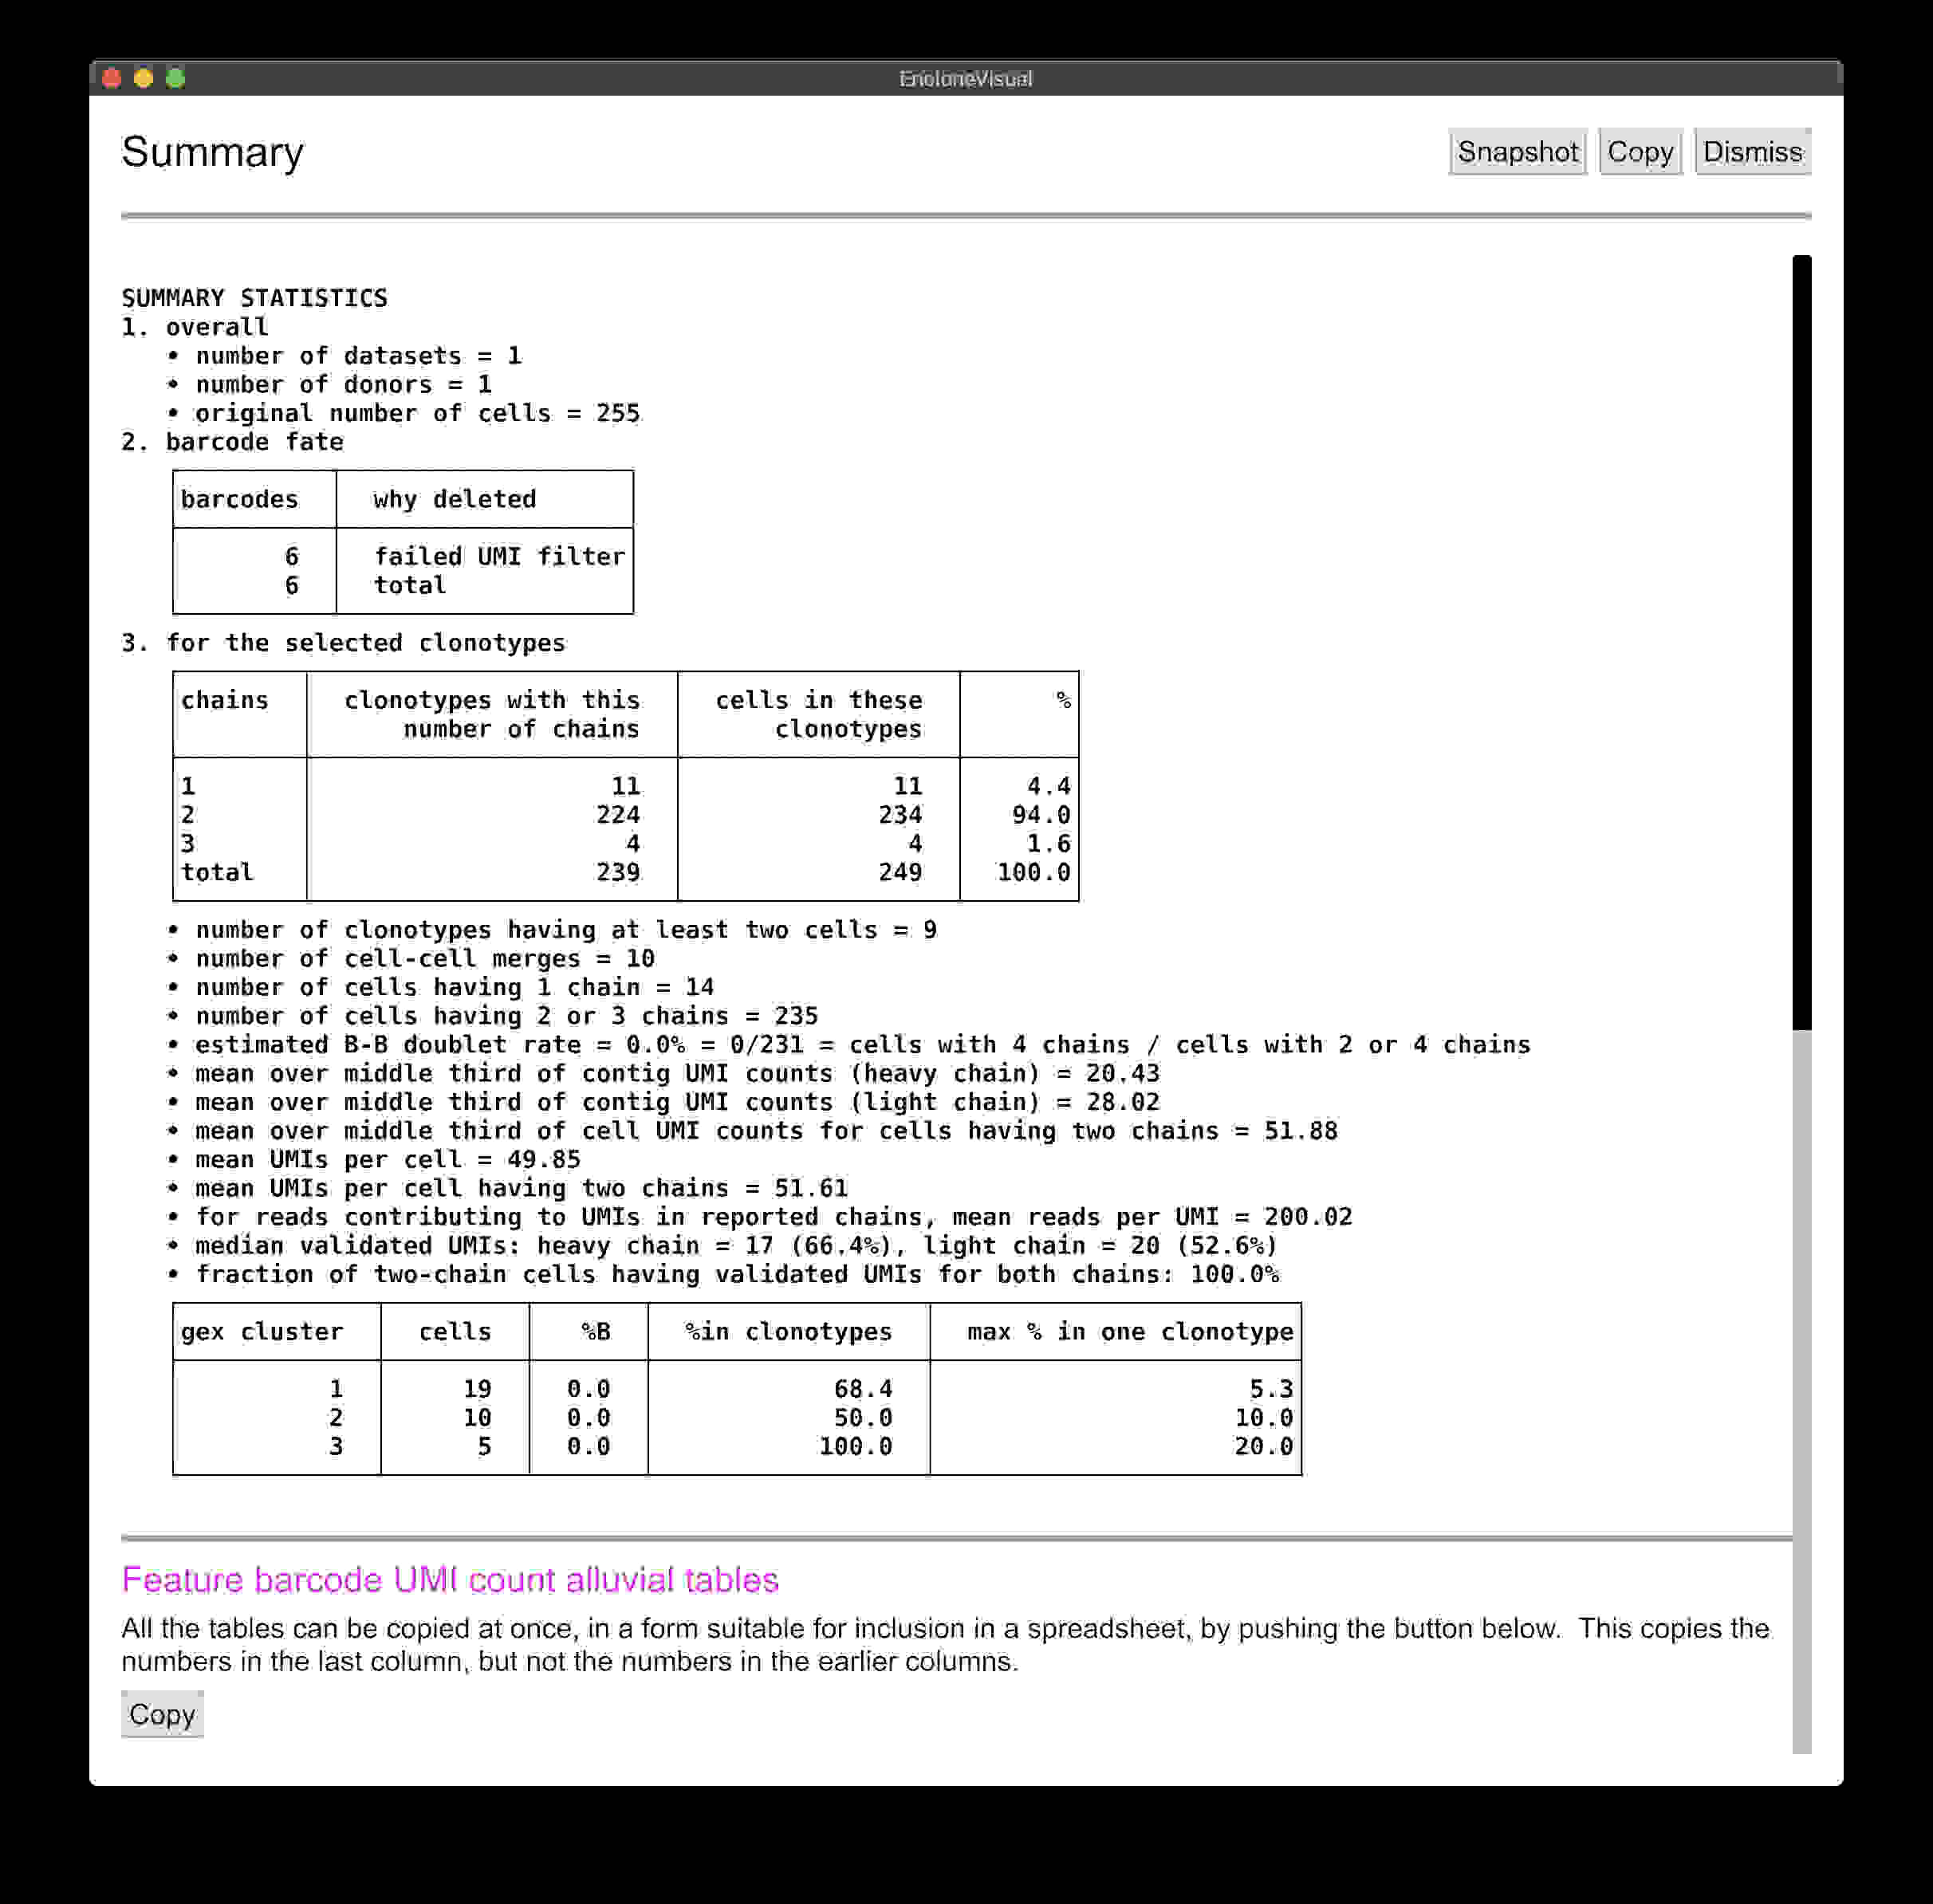 EncloneVisual
Summary
Snapshot Copy Dismiss
SUMMARY STATISTICS
1. overall
• number of datasets = 1
• number of donors = 1
• original number of cells = 255
2. barcode fate
barcodes why deleted
6 failed UMI filter
6 total
3. for the selected clonotypes
chains clonotypes with this cells in these %
number of chains clonotypes
1 11 11 4.4
2 224 234 94.0
3 4 4 1.6
total 239 249 100.0
• number of clonotypes having at least two cells = 9
• number of cell-cell merges = 10
• number of cells having 1 chain = 14
• number of cells having 2 or 3 chains = 235
• estimated B-B doublet rate = 0.0% = 0/231 = cells with 4 chains / cells with 2 or 4 chains
• mean over middle third of contig UMI counts (heavy chain) = 20.43
• mean over middle third of contig UMI counts (light chain) = 28.02
• mean over middle third of cell UMI counts for cells having two chains = 51.88
• mean UMIs per cell = 49.85
• mean UMIs per cell having two chains = 51.61
• for reads contributing to UMIs in reported chains, mean reads per UMI = 200.02
• median validated UMIs: heavy chain = 17 (66.4%), light chain = 20 (52.6%)
• fraction of two-chain cells having validated UMIs for both chains: 100.0%
gex cluster cells %B %in clonotypes max % in one clonotype
1 19 0.0 68.4 5.3
2 10 0.0 50.0 10.0
3 5 0.0 100.0 20.0
Feature barcode UMI count alluvial tables
All the tables can be copied at once, in a form suitable for inclusion in a spreadsheet, by pushing the button below. This copies the
numbers in the last column, but not the numbers in the earlier columns.
Copy